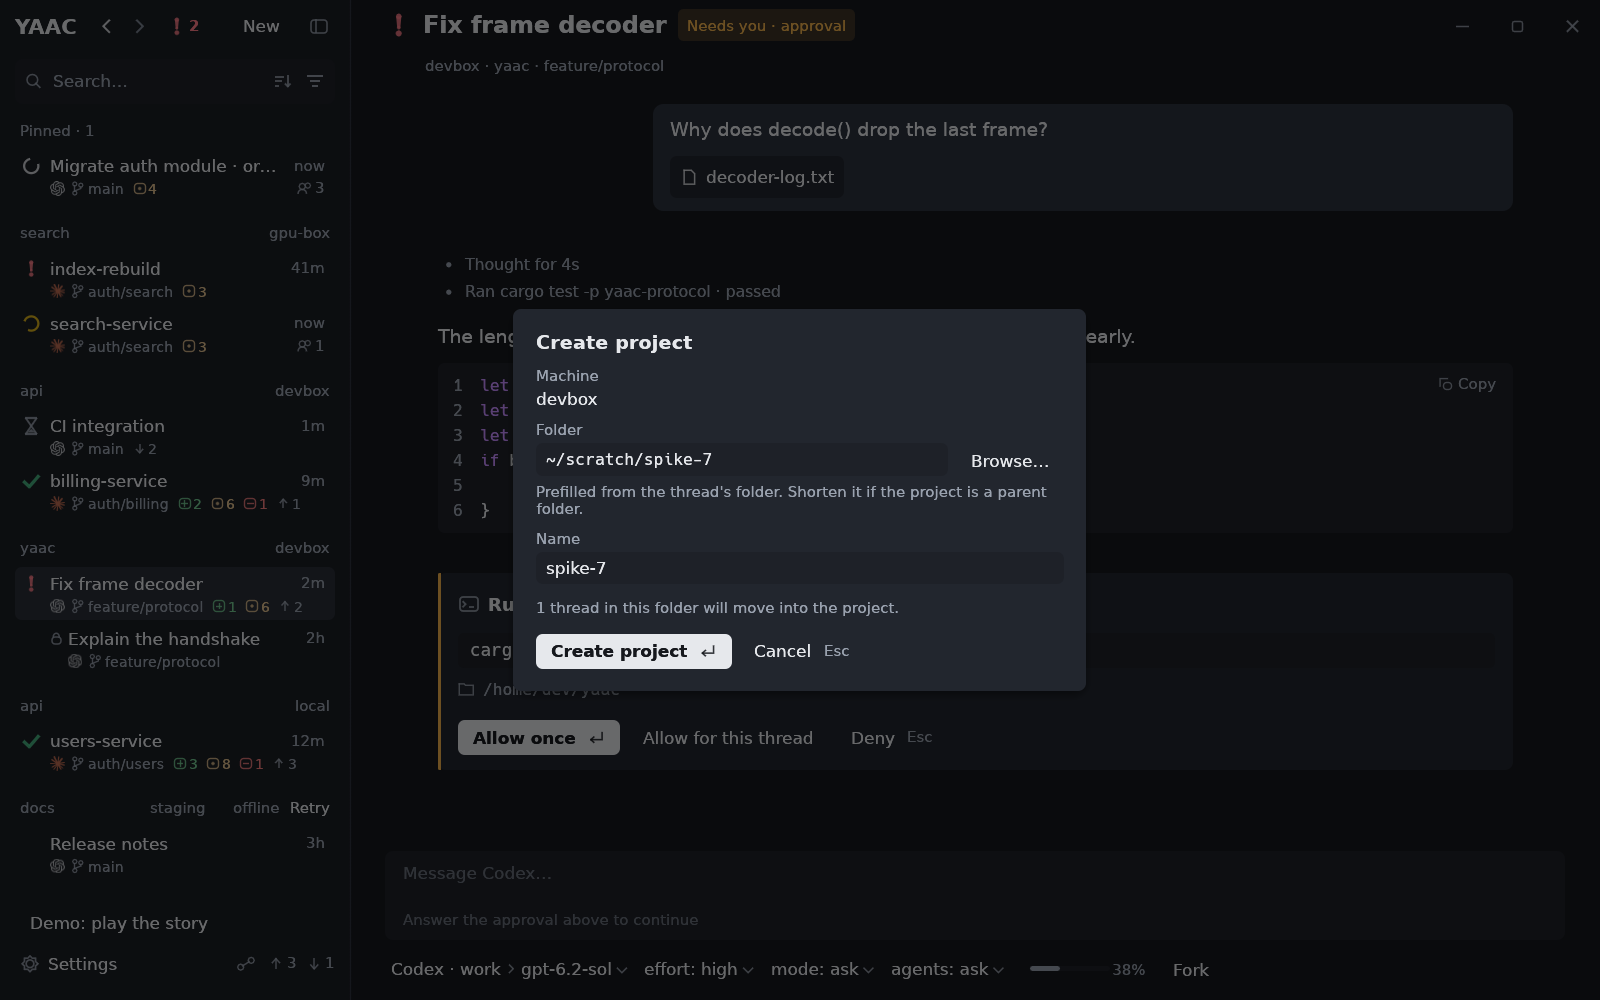 YAAC
2
New
Search...
Pinned · 1
Migrate auth module · or...
now
main
4
3
search
gpu-box
index-rebuild
41m
auth/search
3
search-service
now
auth/search
3
1
api
devbox
CI integration
1m
main
2
billing-service
9m
auth/billing
2
6
1
1
yaac
devbox
Fix frame decoder
2m
feature/protocol
1
6
2
Explain the handshake
2h
feature/protocol
api
local
users-service
12m
auth/users
3
8
1
3
docs
staging
offline
Retry
Release notes
3h
main
Demo: play the story
Settings
3
1
Fix frame decoder
Needs you · approval
devbox · yaac · feature/protocol
Why does decode() drop the last frame?
decoder-log.txt
Thought for 4s
Ran cargo test -p yaac-protocol · passed
The leng
early.
Copy
1 let
2 let
3 let
4 if
5
6 }
Create project
Machine
devbox
Folder
~/scratch/spike-7
Browse...
Prefilled from the thread's folder. Shorten it if the project is a parent
folder.
Name
spike-7
1 thread in this folder will move into the project.
Create project
Cancel
Esc
Ru
carg
/home/dev/yaac
Allow once
Allow for this thread
Deny
Esc
Message Codex...
Answer the approval above to continue
Codex · work
gpt-6.2-sol
effort: high
mode: ask
agents: ask
38%
Fork